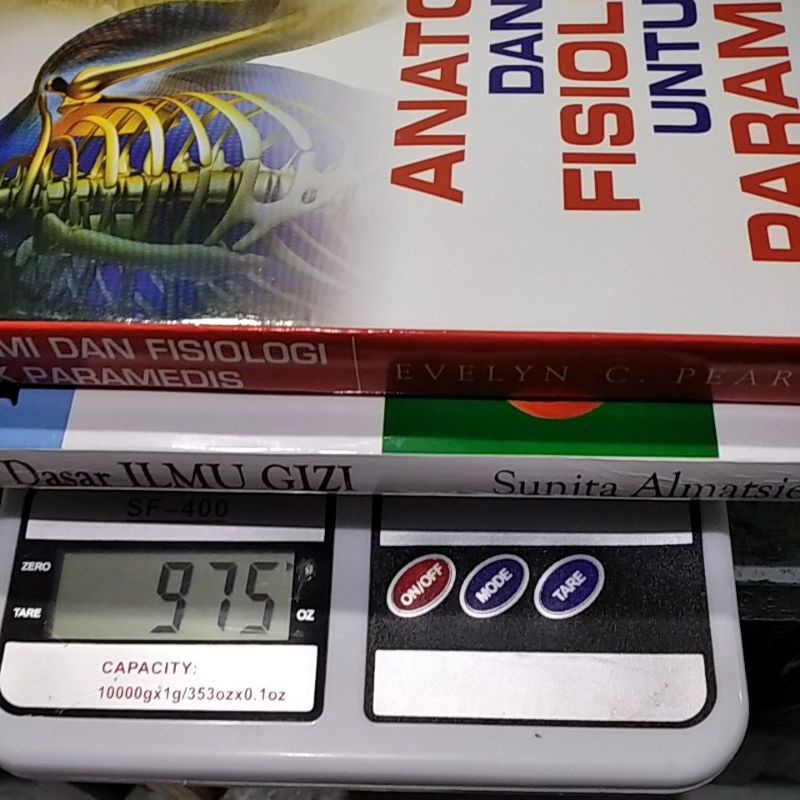 ANATO
DAN
FISIOL
UNTU
PARAM
MI DAN FISIOLOGI
K PARAMEDIS
EVELYN C. PEAR
Dasar ILMU GIZI
Sunita Almatsie
SF-400
ZERO
TARE
975
OZ
ON/OFF
MODE
TARE
CAPACITY:
10000gx1g/353ozx0.1oz